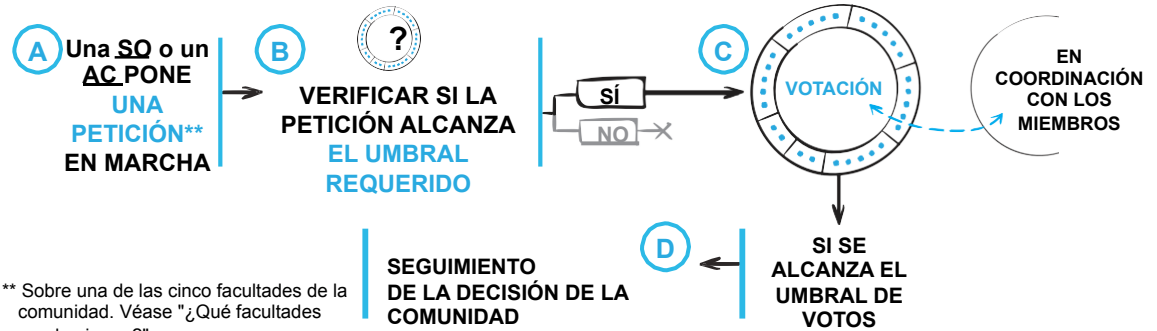 A
Una SO o un
AC PONE
UNA
PETICIÓN**
EN MARCHA
B
?
VERIFICAR SI LA
PETICIÓN ALCANZA
EL UMBRAL
REQUERIDO
SÍ
NO
C
VOTACIÓN
EN
COORDINACIÓN
CON LOS
MIEMBROS
SI SE
ALCANZA EL
UMBRAL DE
VOTOS
D
SEGUIMIENTO
DE LA DECISIÓN DE LA
COMUNIDAD
** Sobre una de las cinco facultades de la
comunidad. Véase "¿Qué facultades